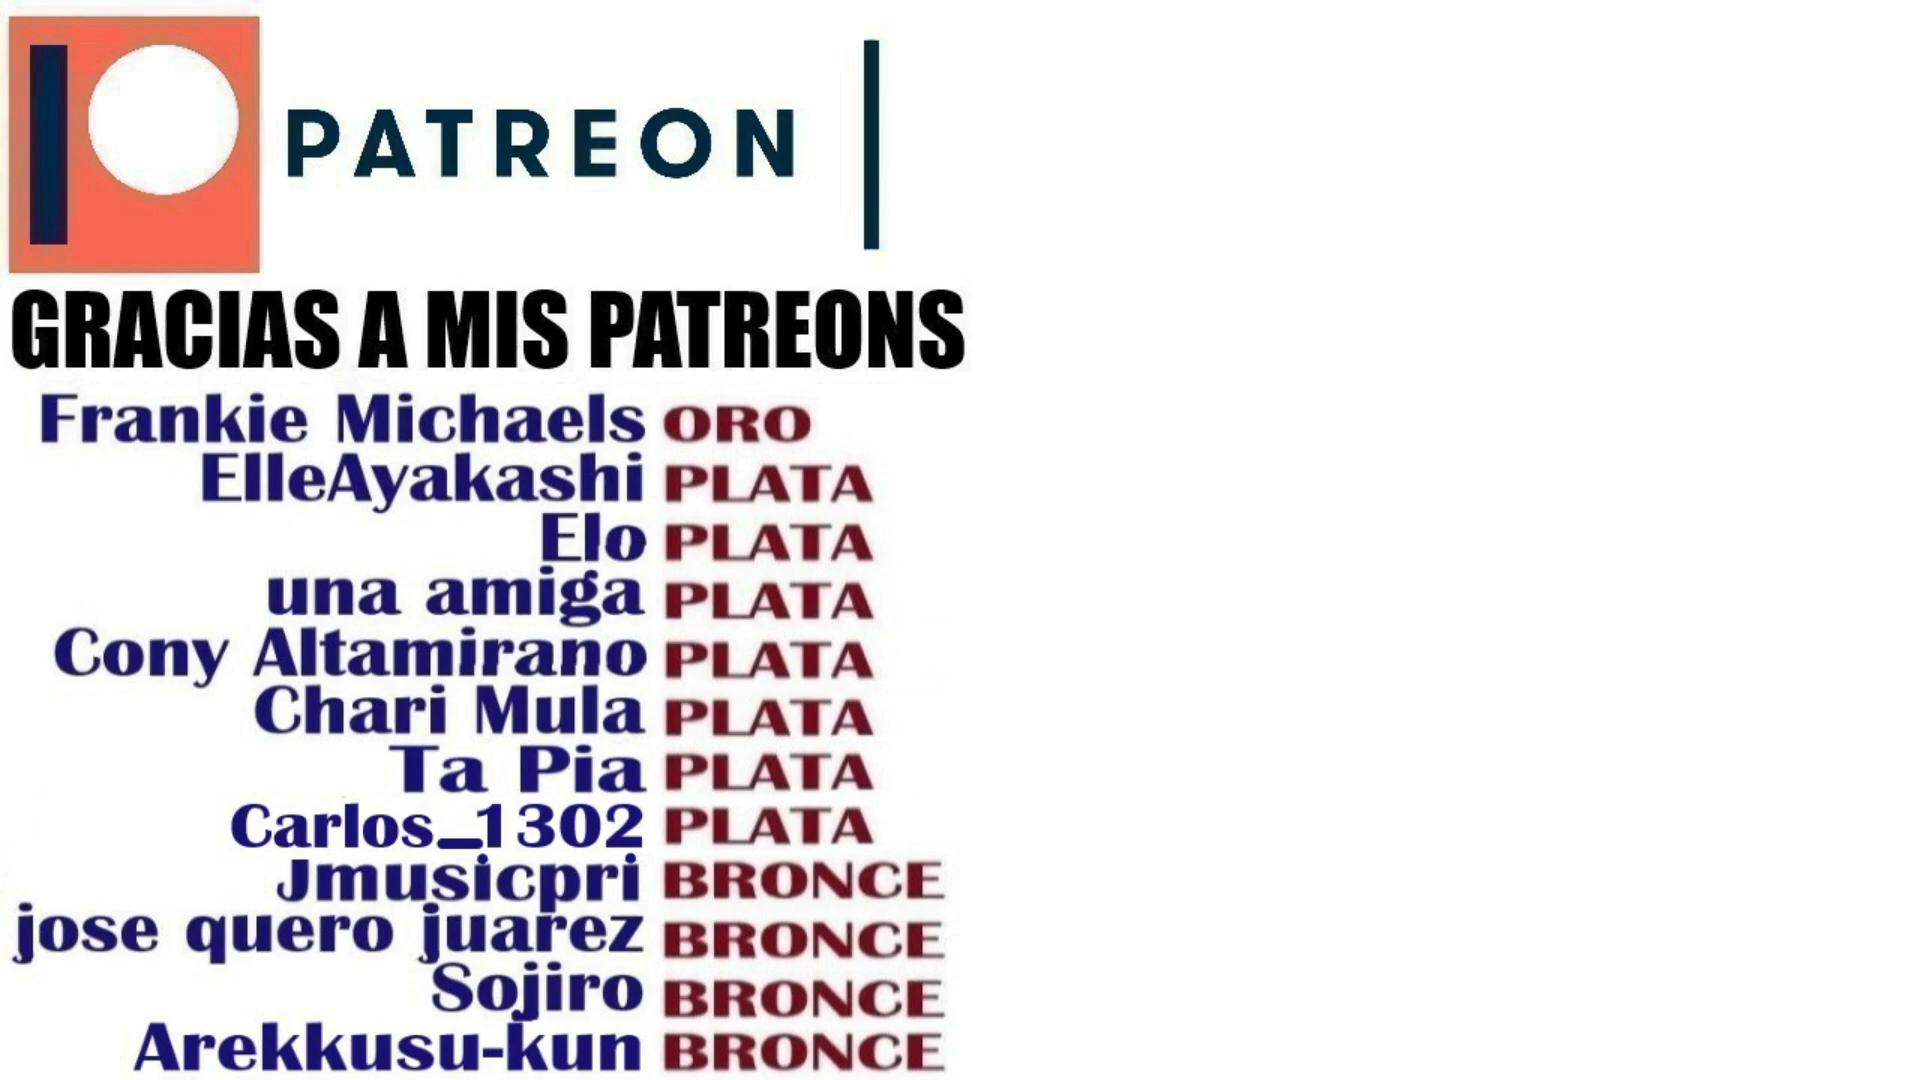 PATREON
GRACIAS A MIS PATREONS
Frankie Michaels ORO
ElleAyakashi PLATA
Elo PLATA
una amiga PLATA
Cony Altamirano PLATA
Chari Mula PLATA
Ta Pia PLATA
Carlos_1302 PLATA
Jmusicpri BRONCE
jose quero juarez BRONCE
Sojiro BRONCE
Arekkusu-kun BRONCE